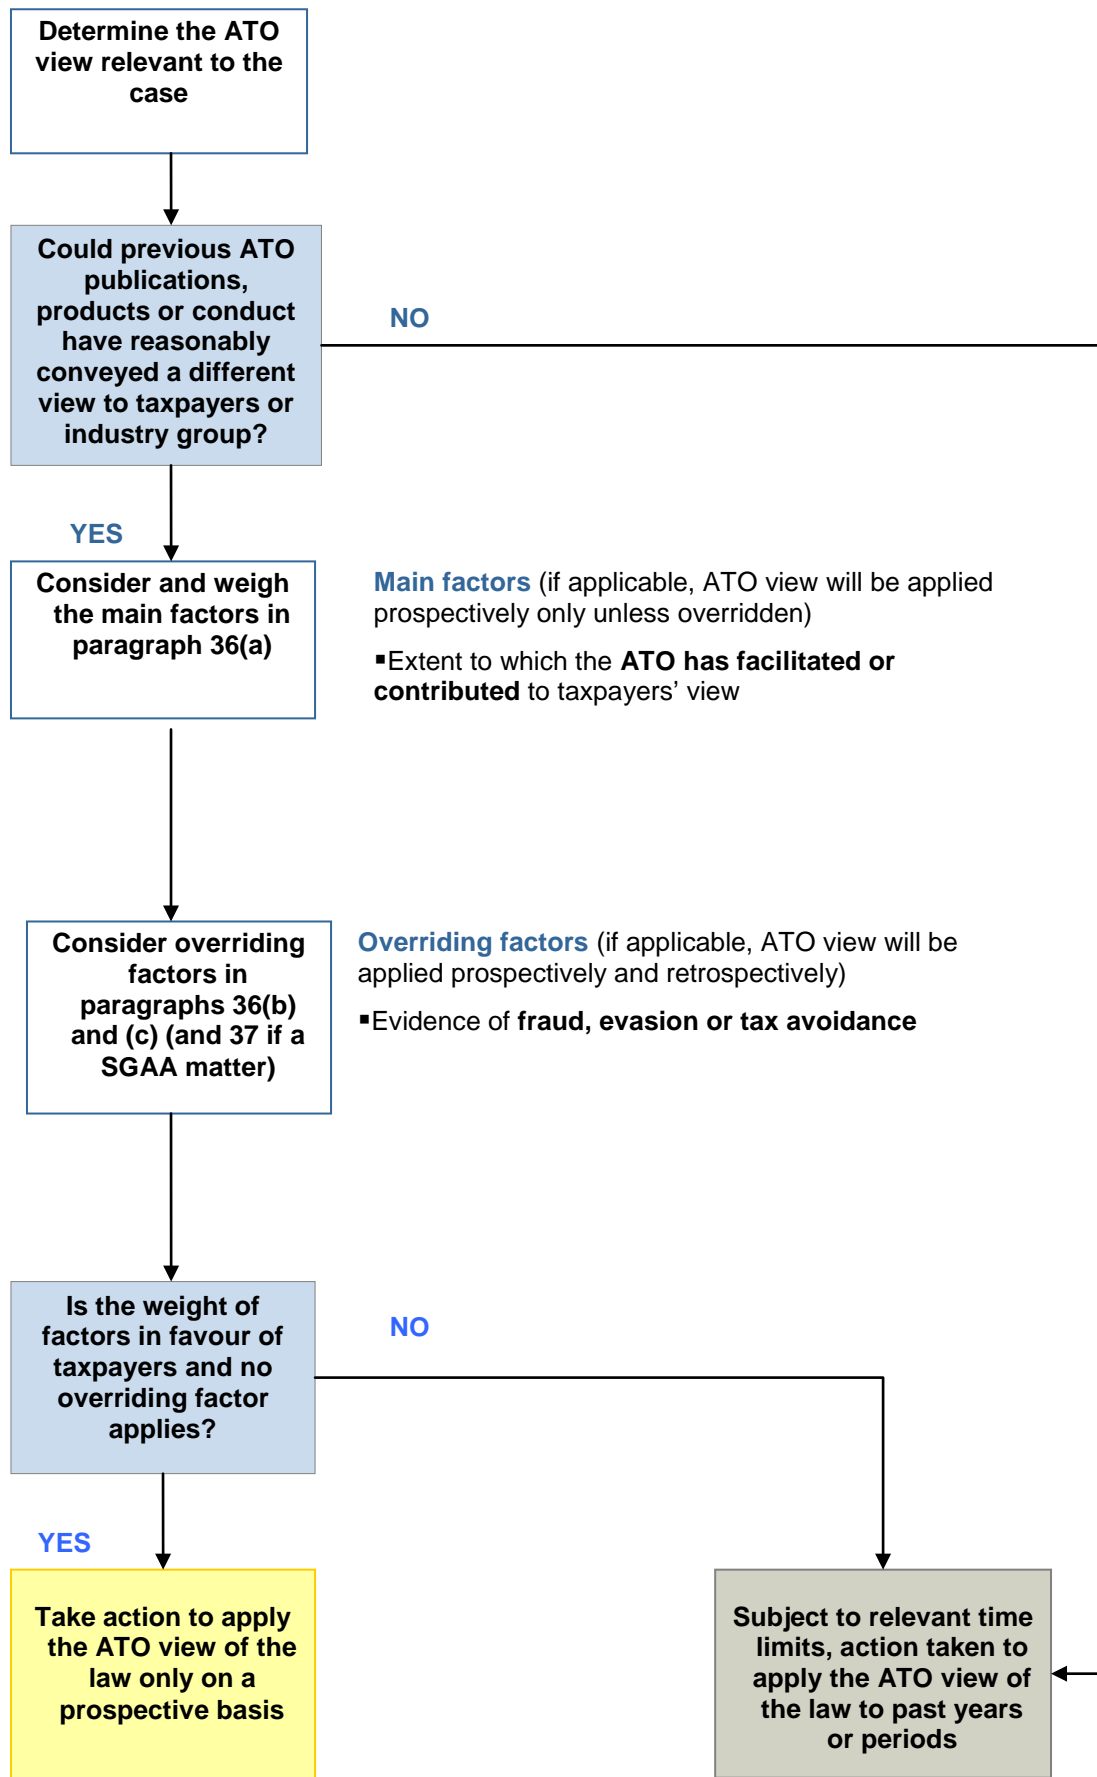 Determine the ATO
view relevant to the
case
Could previous ATO
publications,
products or conduct
have reasonably
conveyed a different
view to taxpayers or
industry group?
NO
YES
Consider and weigh
the main factors in
paragraph 36(a)
Main factors (if applicable, ATO view will be applied
prospectively only unless overridden)
▪Extent to which the ATO has facilitated or
contributed to taxpayers’ view
Consider overriding
factors in
paragraphs 36(b)
and (c) (and 37 if a
SGAA matter)
Overriding factors (if applicable, ATO view will be
applied prospectively and retrospectively)
▪Evidence of fraud, evasion or tax avoidance
Is the weight of
factors in favour of
taxpayers and no
overriding factor
applies?
NO
YES
Take action to apply
the ATO view of the
law only on a
prospective basis
Subject to relevant time
limits, action taken to
apply the ATO view of
the law to past years
or periods